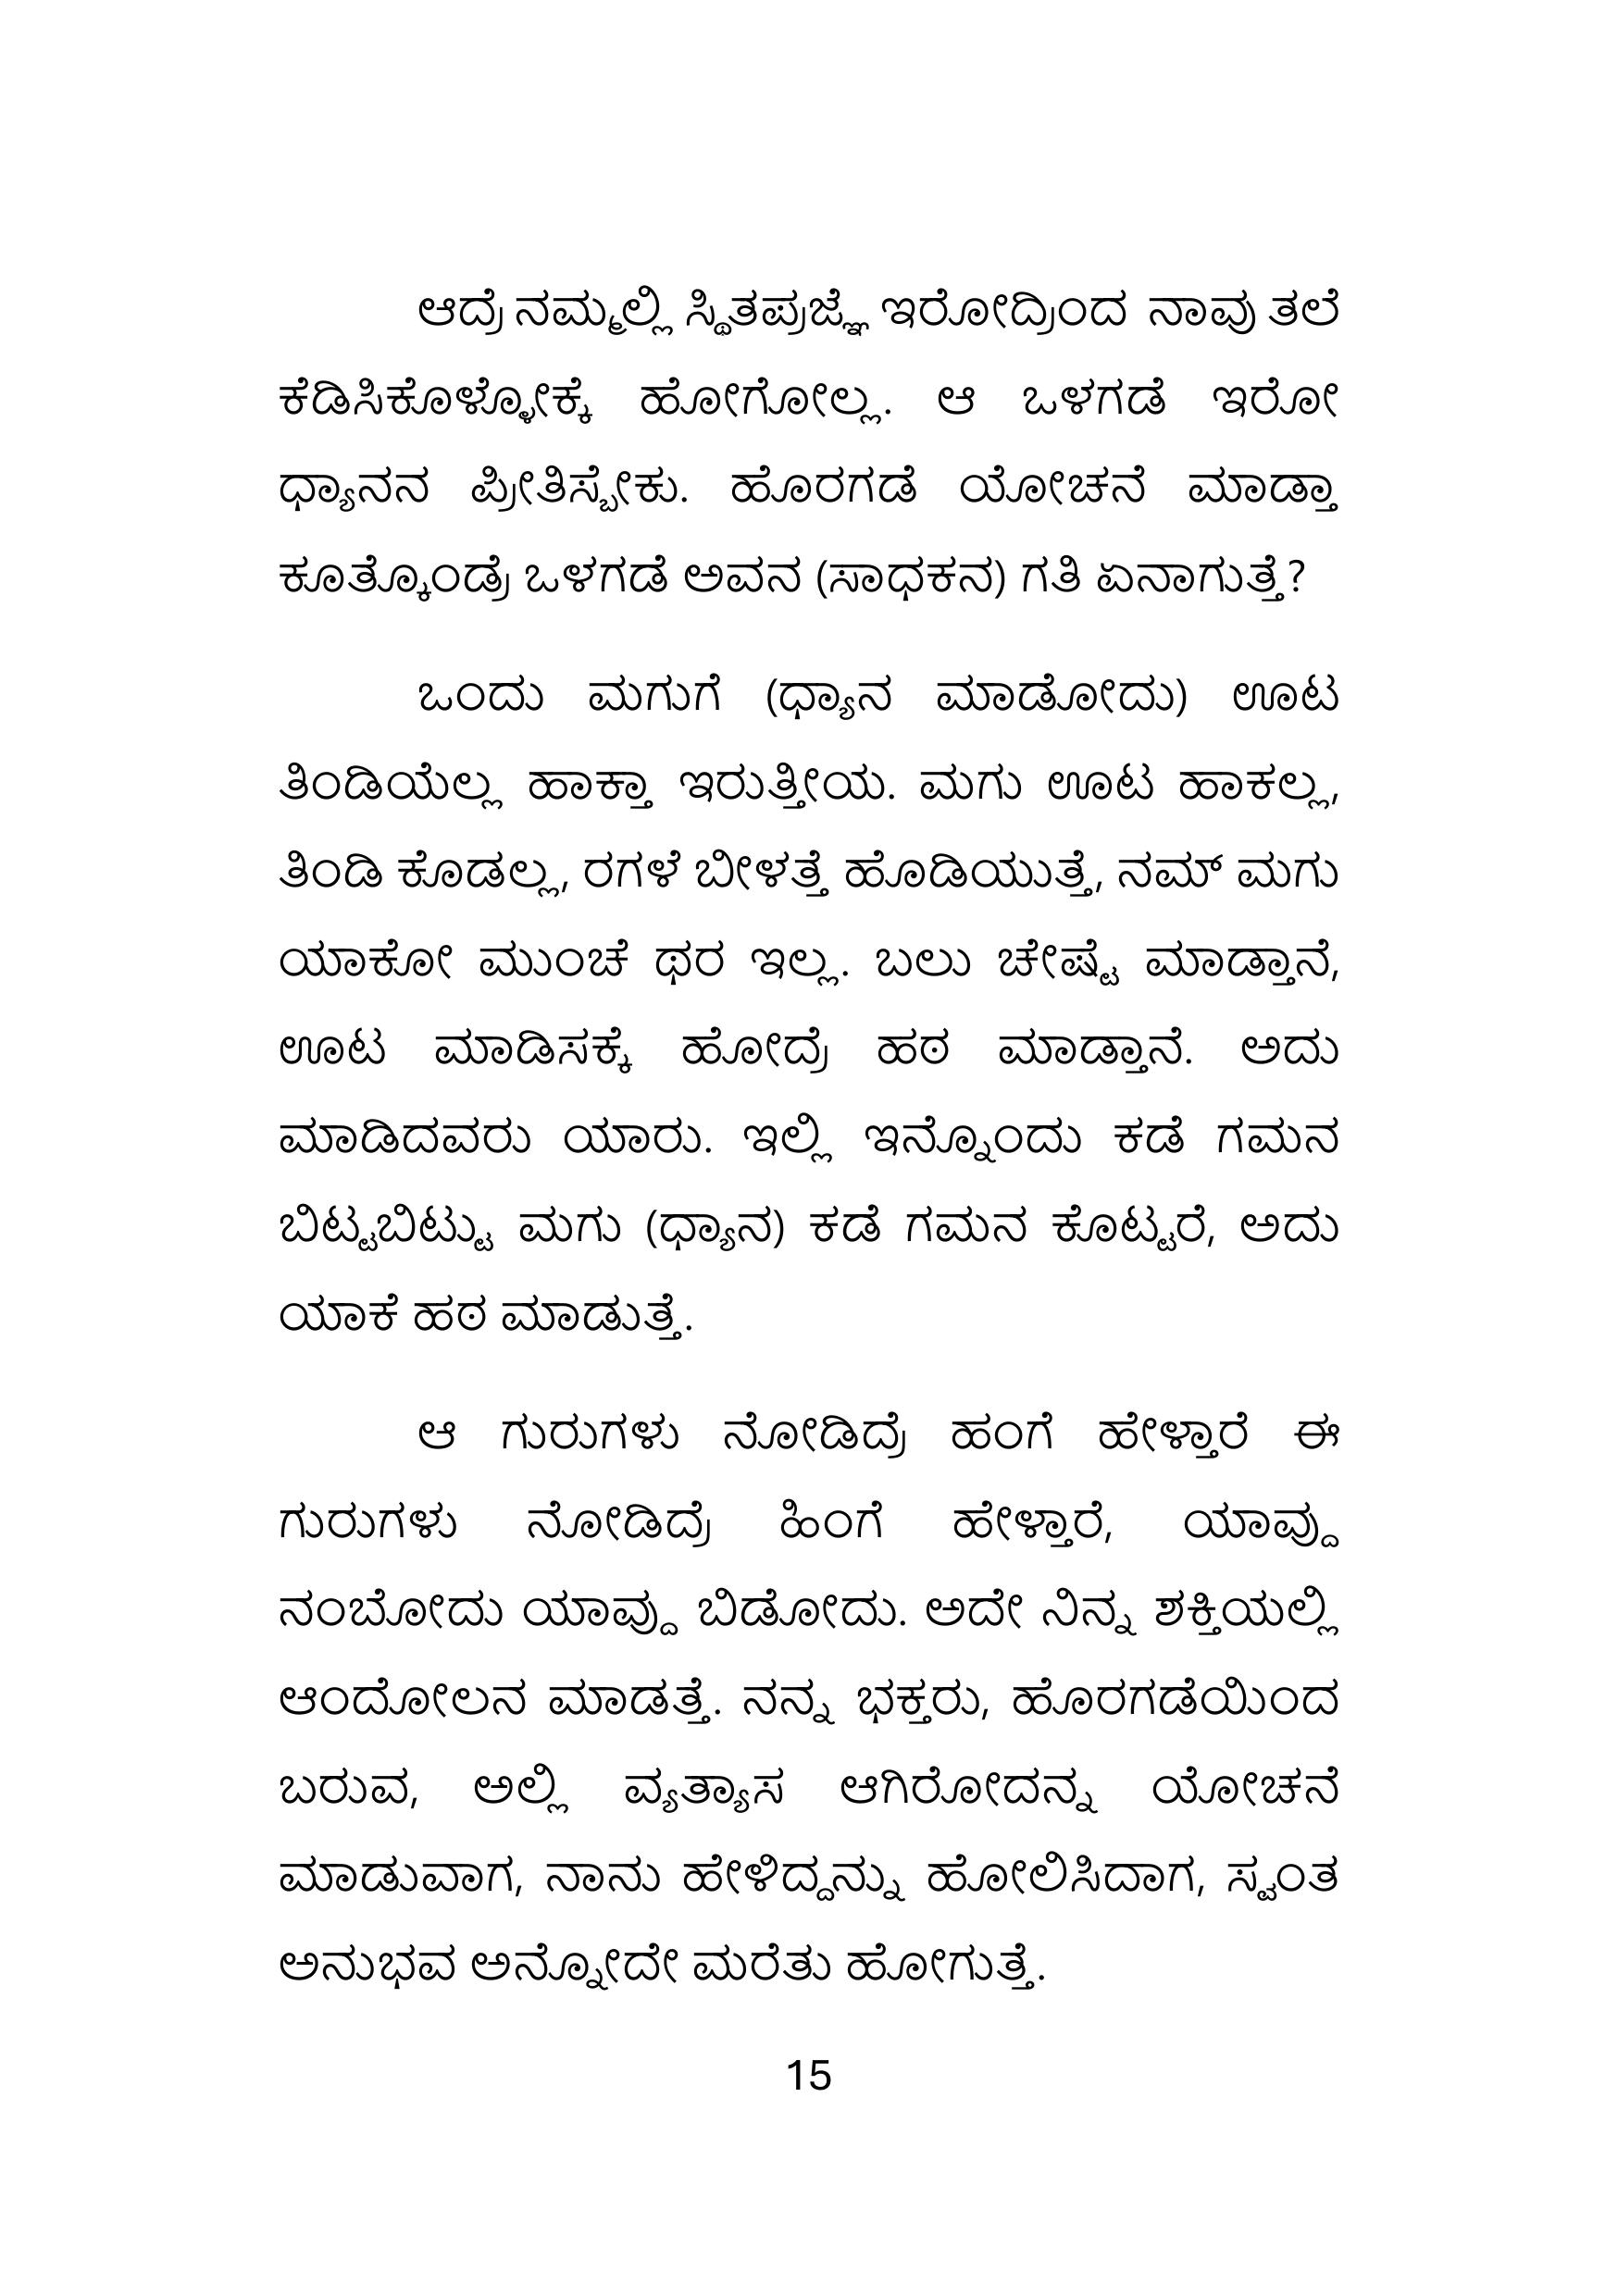 ಆದ್ರೆ ನಮ್ಮಲ್ಲಿ ಸ್ಥಿತಪ್ರಜ್ಞೆ ಇರೋದ್ರಿಂದ ನಾವು ತಲೆ
ಕೆಡಿಸಿಕೊಳ್ಳೋಕ್ಕೆ ಹೋಗೋಲ್ಲ. ಆ ಒಳಗಡೆ ಇರೋ
ಧ್ಯಾನನ ಪ್ರೀತಿಸ್ಬೇಕು. ಹೊರಗಡೆ ಯೋಚನೆ ಮಾಡ್ತಾ
ಕೂತ್ಕೊಂಡ್ರೆ ಒಳಗಡೆ ಅವನ (ಸಾಧಕನ) ಗತಿ ಏನಾಗುತ್ತೆ?
ಒಂದು ಮಗುಗೆ (ಧ್ಯಾನ ಮಾಡೋದು) ಊಟ
ತಿಂಡಿಯೆಲ್ಲ ಹಾಕ್ತಾ ಇರುತ್ತೀಯ. ಮಗು ಊಟ ಹಾಕಲ್ಲ,
ತಿಂಡಿ ಕೊಡಲ್ಲ, ರಗಳೆ ಬೀಳತ್ತೆ ಹೊಡಿಯುತ್ತೆ, ನಮ್ ಮಗು
ಯಾಕೋ ಮುಂಚೆ ಥರ ಇಲ್ಲ. ಬಲು ಚೇಷ್ಟೆ ಮಾಡ್ತಾನೆ,
ಊಟ ಮಾಡಿಸಕ್ಕೆ ಹೋದ್ರೆ ಹಠ ಮಾಡ್ತಾನೆ. ಅದು
ಮಾಡಿದವರು ಯಾರು. ಇಲ್ಲಿ ಇನ್ನೊಂದು ಕಡೆ ಗಮನ
ಬಿಟ್ಟಬಿಟ್ಟು ಮಗು (ಧ್ಯಾನ) ಕಡೆ ಗಮನ ಕೊಟ್ಟರೆ, ಅದು
ಯಾಕೆ ಹಠ ಮಾಡುತ್ತೆ.
ಆ ಗುರುಗಳು ನೋಡಿದ್ರೆ ಹಂಗೆ ಹೇಳ್ತಾರೆ ಈ
ಗುರುಗಳು ನೋಡಿದ್ರೆ ಹಿಂಗೆ ಹೇಳ್ತಾರೆ, ಯಾವ್ದು
ನಂಬೋದು ಯಾವ್ದು ಬಿಡೋದು. ಅದೇ ನಿನ್ನ ಶಕ್ತಿಯಲ್ಲಿ
ಆಂದೋಲನ ಮಾಡತ್ತೆ. ನನ್ನ ಭಕ್ತರು, ಹೊರಗಡೆಯಿಂದ
ಬರುವ, ಅಲ್ಲಿ ವ್ಯತ್ಯಾಸ ಆಗಿರೋದನ್ನ ಯೋಚನೆ
ಮಾಡುವಾಗ, ನಾನು ಹೇಳಿದ್ದನ್ನು ಹೋಲಿಸಿದಾಗ, ಸ್ವಂತ
ಅನುಭವ ಅನ್ನೋದೇ ಮರೆತು ಹೋಗುತ್ತೆ.
15